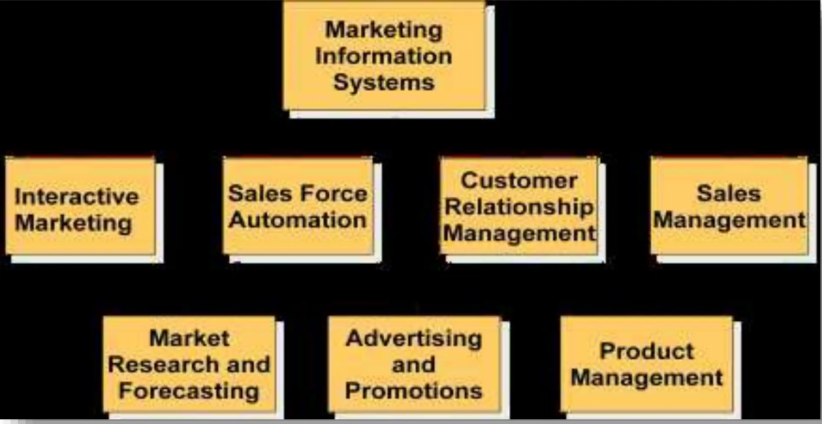 Marketing
Information
Systems
Interactive
Marketing
Sales Force
Automation
Customer
Relationship
Management
Sales
Management
Market
Research and
Forecasting
Advertising
and
Promotions
Product
Management